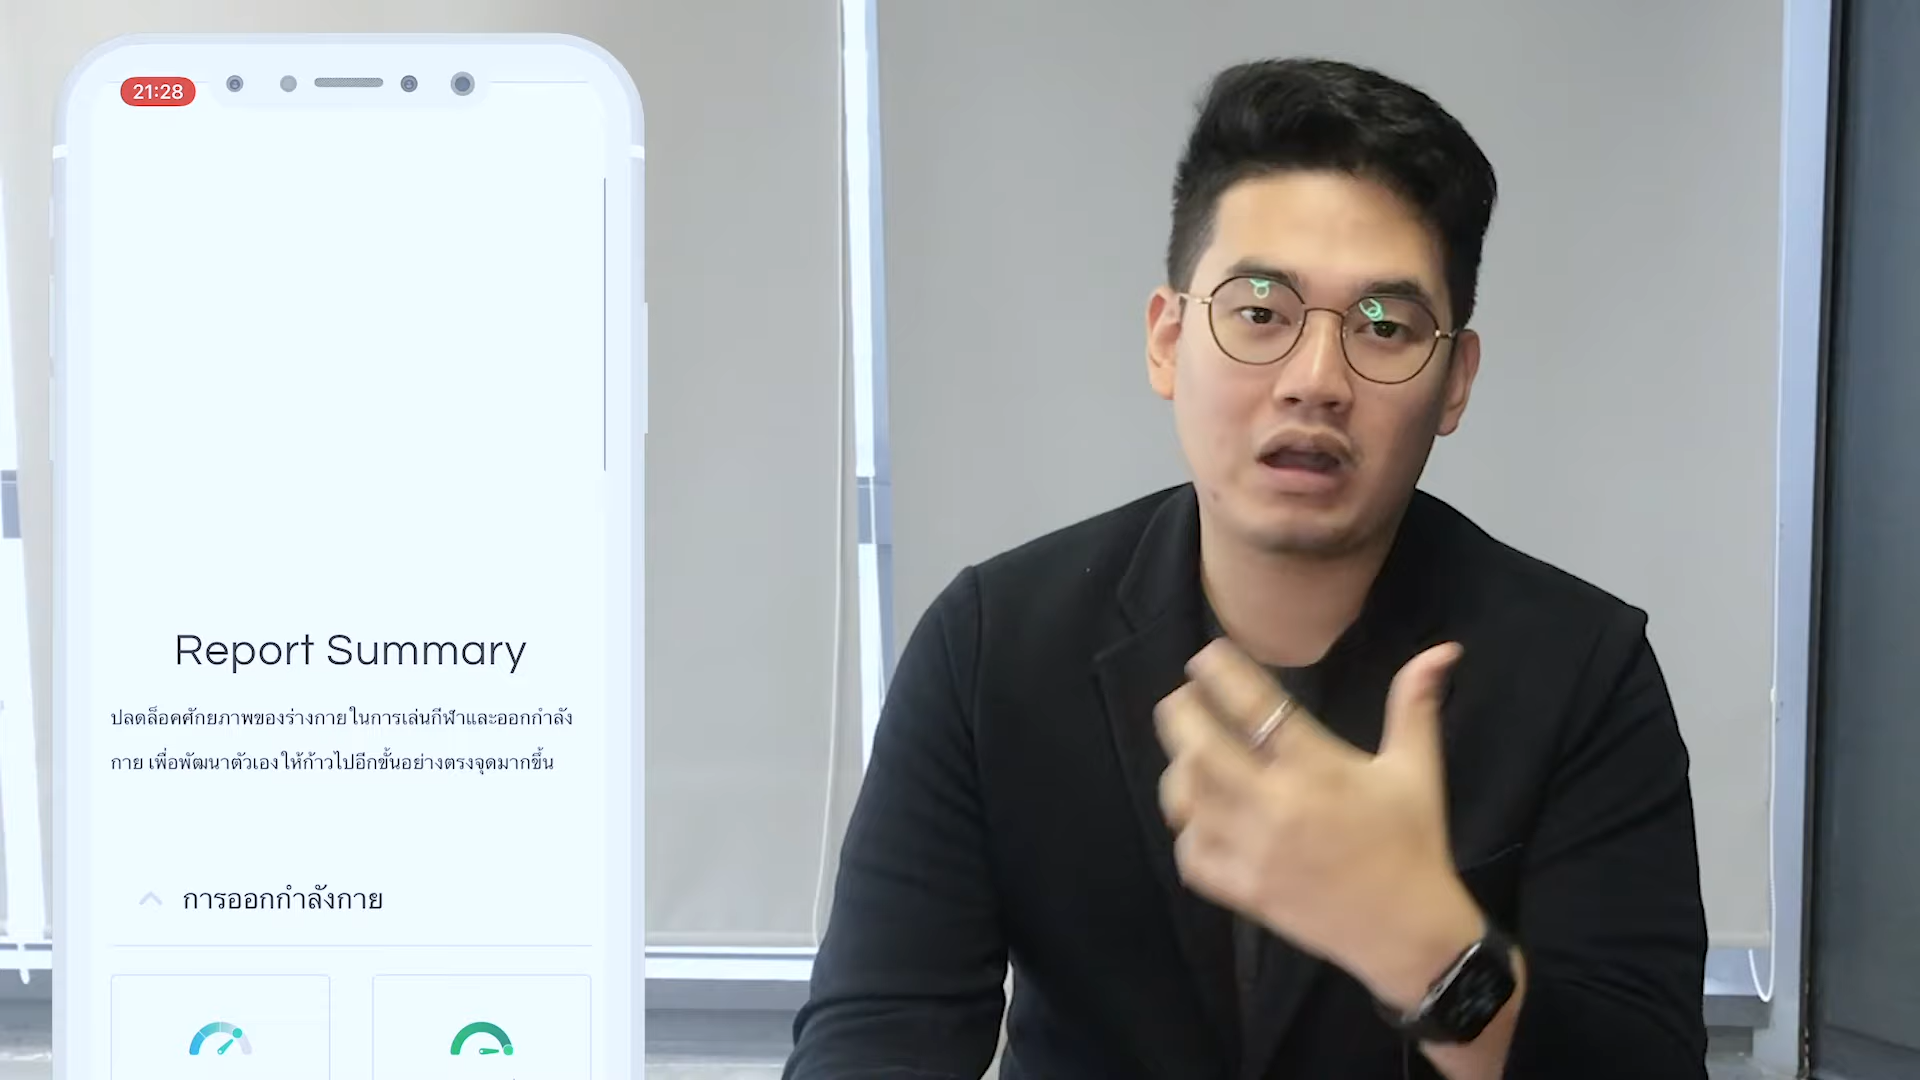 21:28
Report Summary
ปลดล็อคศักยภาพของร่างกายในการเล่นกีฬาและออกกำลัง
กาย เพื่อพัฒนาตัวเองให้ก้าวไปอีกขั้นอย่างตรงจุดมากขึ้น
การออกกำลังกาย